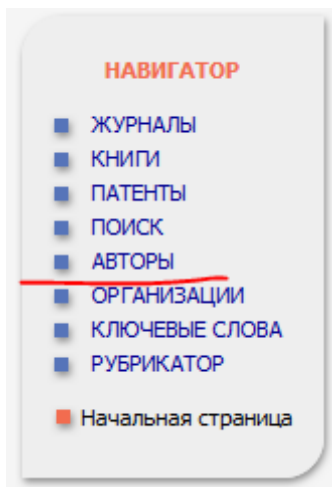 НАВИГАТОР
ЖУРНАЛЫ
КНИГИ
ПАТЕНТЫ
ПОИСК
АВТОРЫ
ОРГАНИЗАЦИИ
КЛЮЧЕВЫЕ СЛОВА
РУБРИКАТОР
Начальная страница